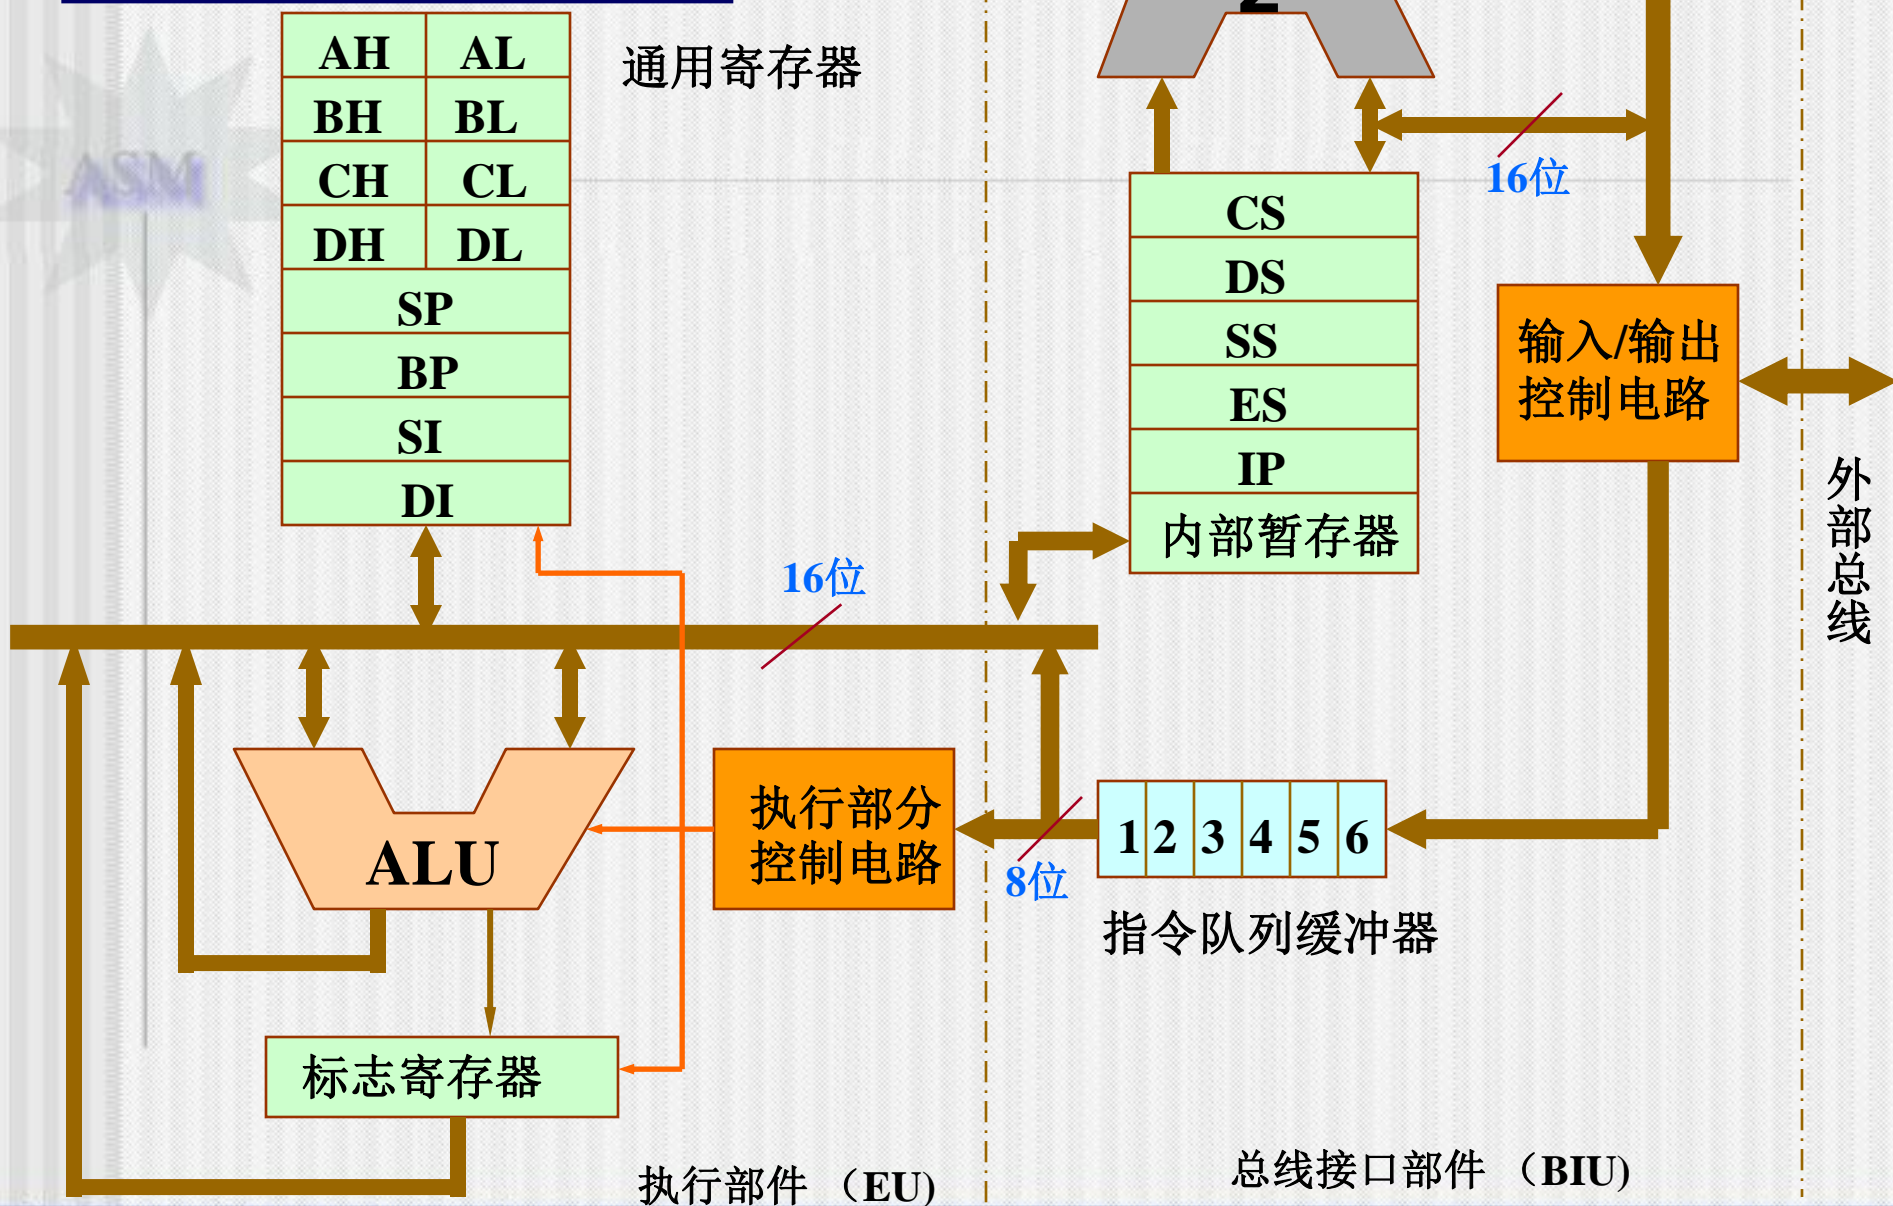 AH AL
通用寄存器
BH BL
CH CL
DH DL
SP
BP
SI
DI
ASM
16位
CS
DS
SS
ES
IP
内部暂存器
输入/输出
控制电路
外部总线
16位
ALU
执行部分
控制电路
8位
1 2 3 4 5 6
指令队列缓冲器
标志寄存器
执行部件 （EU)
总线接口部件 （BIU)